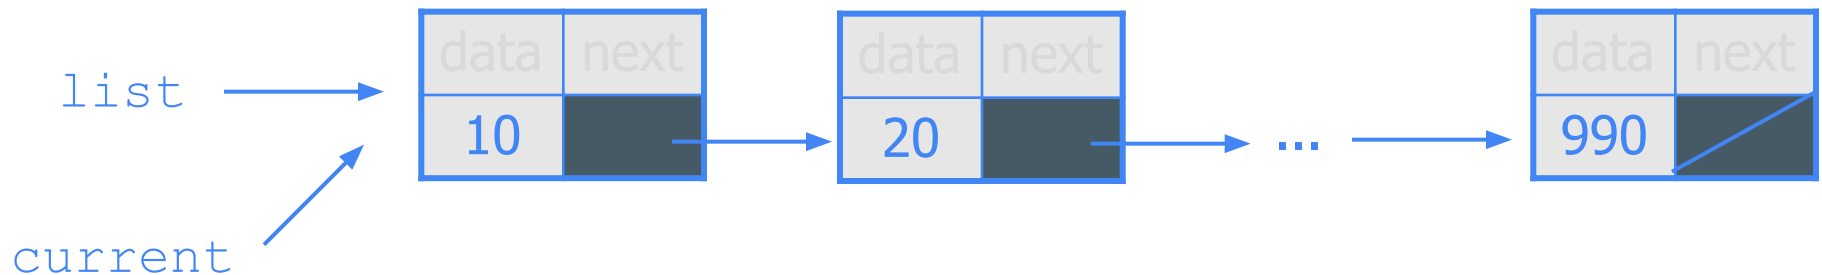 data next data next data next
list
10 20 ... 990
current